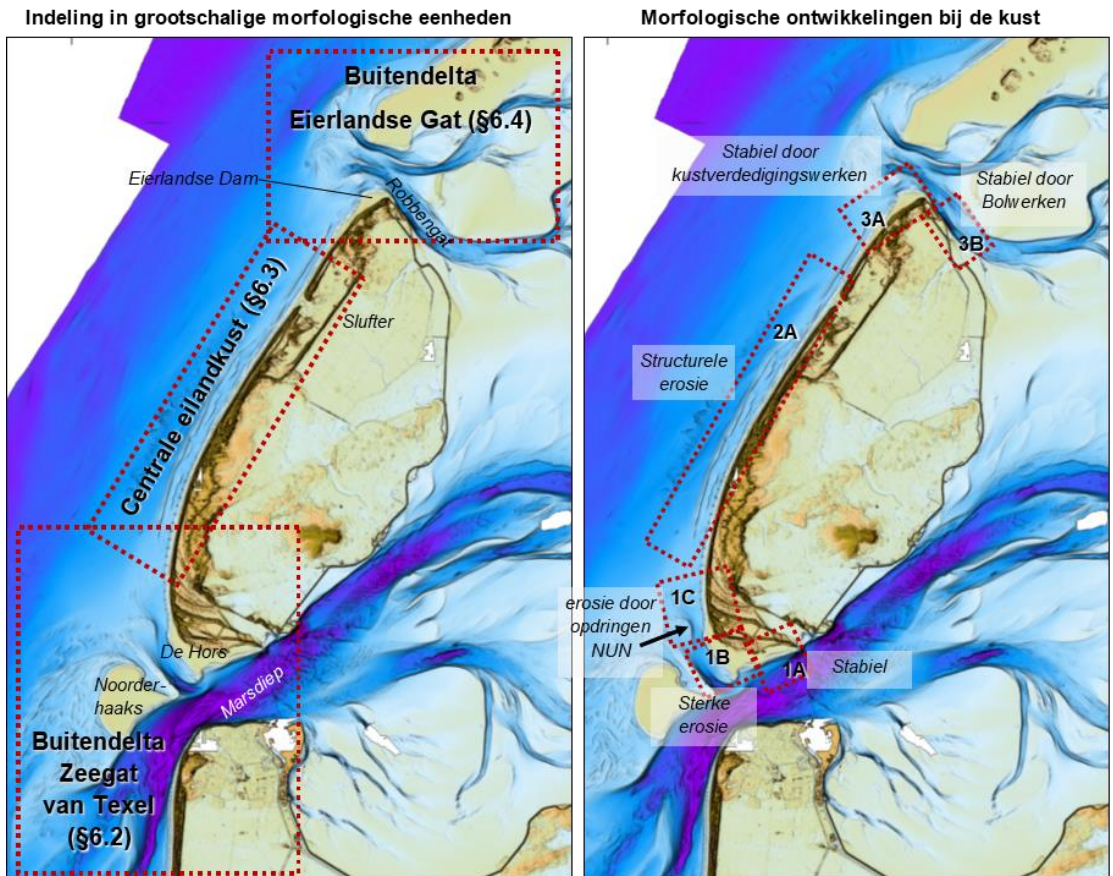 Indeling in grootschalige morfologische eenheden
Buitendelta
Eierlandse Gat (§6.4)
Eierlandse Dam
Robbengat
Centrale eilandkust (§6.3)
Slufter
De Hors
Noorder-
haaks
Marsdiep
Buitendelta
Zeegat
van Texel
(§6.2)
Morfologische ontwikkelingen bij de kust
Stabiel door
kustverdedigingswerken
Stabiel door
Bolwerken
3A
3B
2A
Structurele
erosie
1C
erosie door
opdringen
NUN
1B
1A
Stabiel
Sterke
erosie